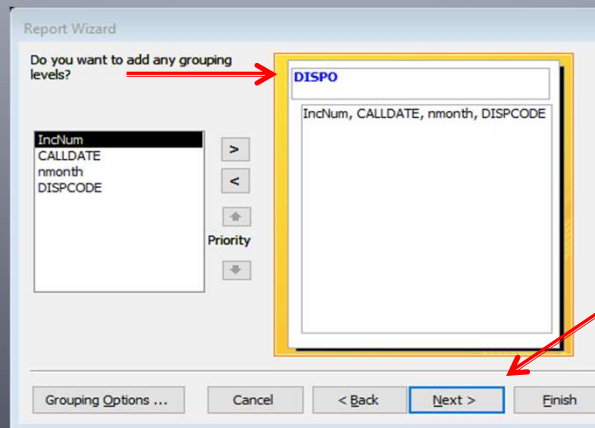 Report Wizard
Do you want to add any grouping
levels?
DISPO
IncNum, CALLDATE, nmonth, DISPCODE
IncNum
CALLDATE
nmonth
DISPCODE
>
<
Priority
Grouping Options ...
Cancel
< Back
Next >
Finish